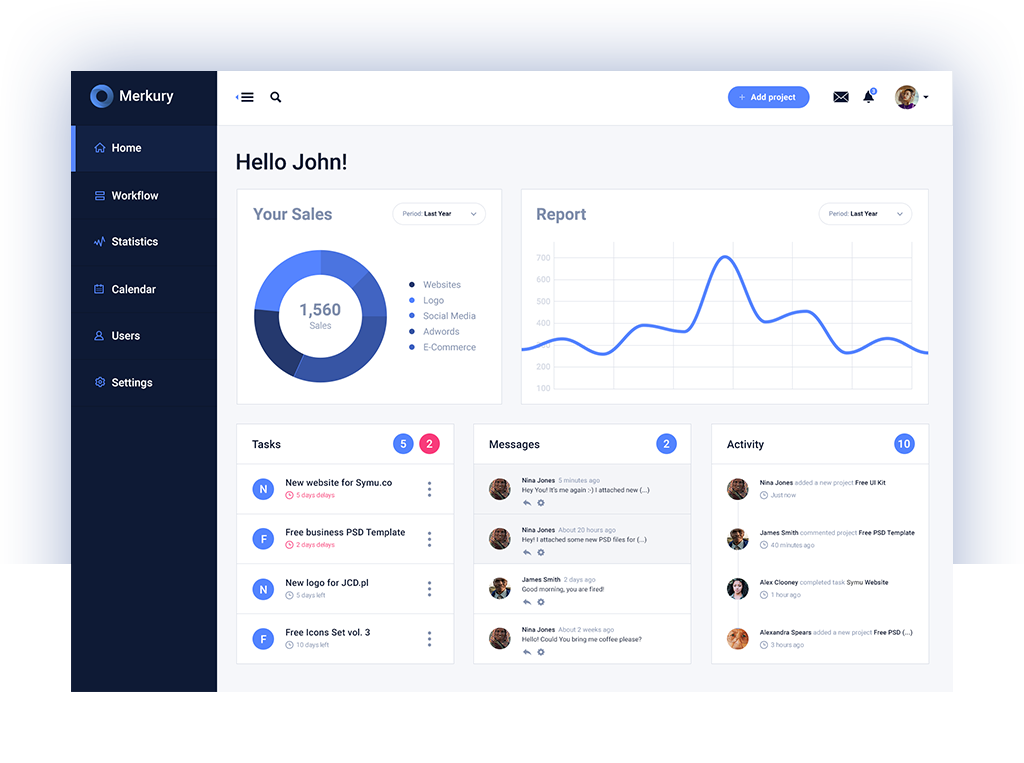 Merkury
Add project
3
Home
Workflow
Statistics
Calendar
Users
Settings
Hello John!
Your Sales
Period: Last Year
1,560
Sales
Websites
Logo
Social Media
Adwords
E-Commerce
Report
Period: Last Year
700
600
500
400
300
200
100
Tasks
5
2
N
New website for Symu.co
5 days delays
F
Free business PSD Template
2 days delays
N
New logo for JCD.pl
5 days left
F
Free Icons Set vol. 3
10 days left
Messages
2
Nina Jones 5 minutes ago
Hey You! It's me again :-) I attached new (...)
Nina Jones About 20 hours ago
Hey! I attached some new PSD files for (...)
James Smith 2 days ago
Good morning, you are fired!
Nina Jones About 2 weeks ago
Hello! Could You bring me coffee please?
Activity
10
Nina Jones added a new project Free UI Kit
Just now
James Smith commented project Free PSD Template
40 minutes ago
Alex Clooney completed task Symu Website
1 hour ago
Alexandra Spears added a new project Free PSD (...)
3 hours ago